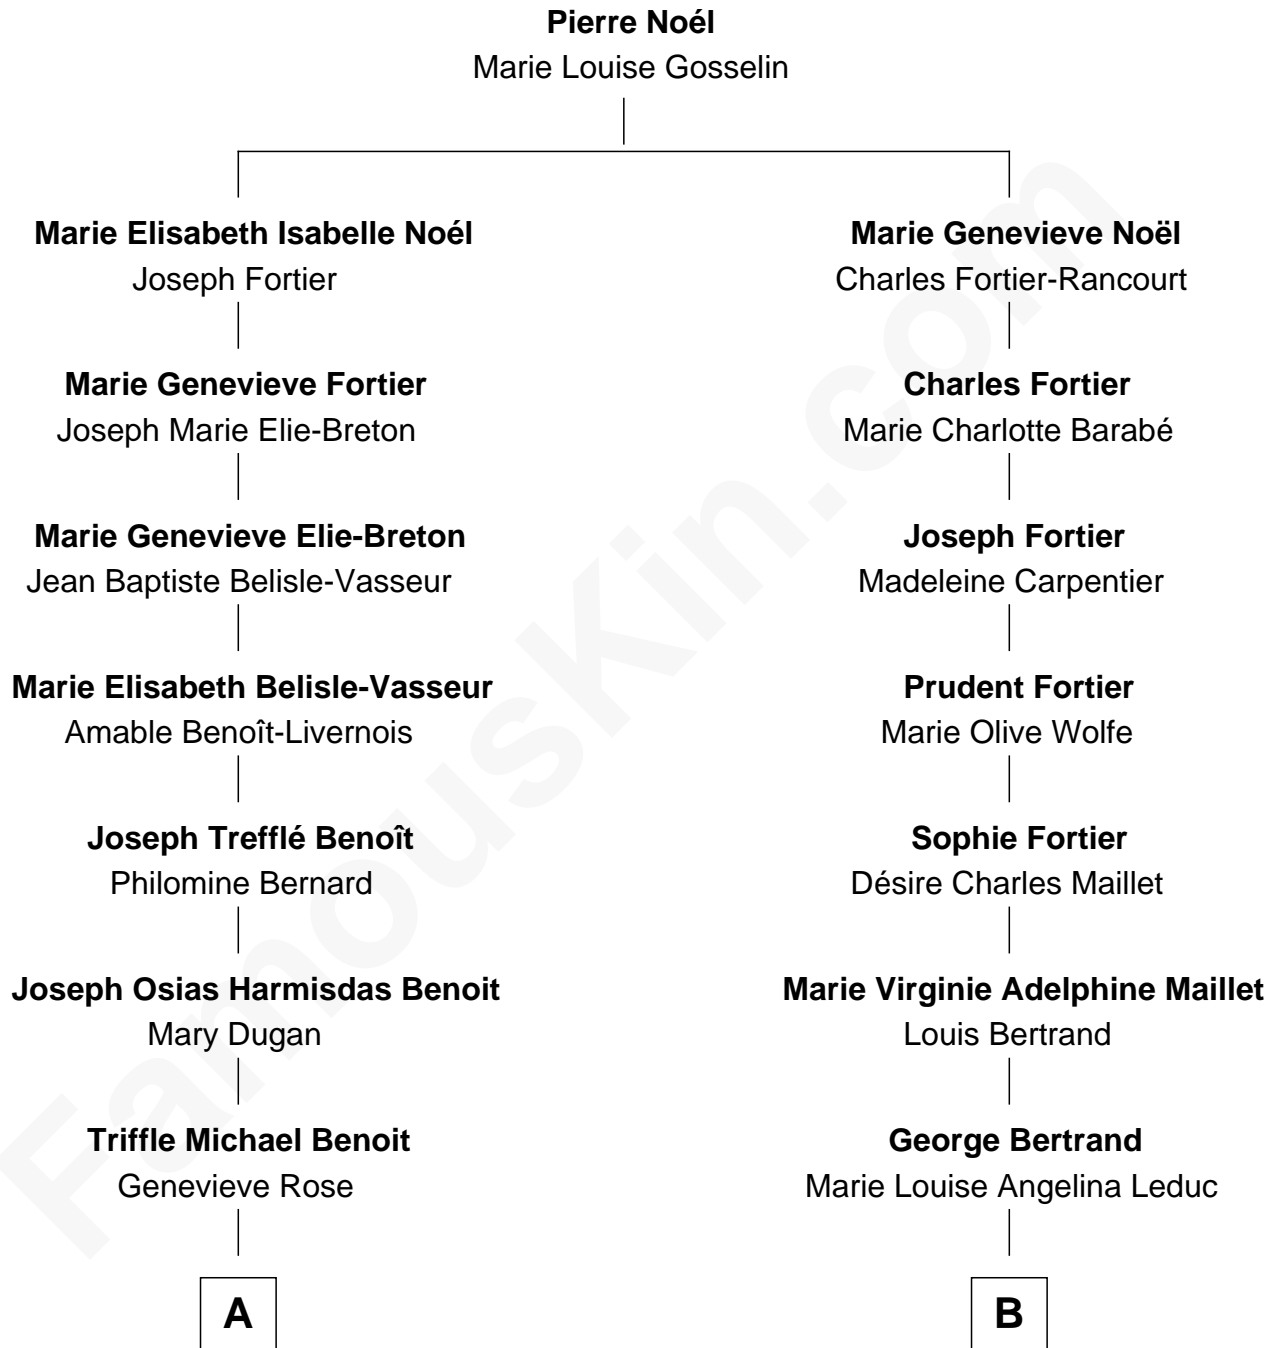 Pierre Noél
Marie Louise Gosselin
Marie Elisabeth Isabelle Noél
Joseph Fortier
Marie Genevieve Fortier
Joseph Marie Elie-Breton
Marie Genevieve Elie-Breton
Jean Baptiste Belisle-Vasseur
Marie Elisabeth Belisle-Vasseur
Amable Benoît-Livernois
Joseph Trefflé Benoît
Philomine Bernard
Joseph Osias Harmisdas Benoit
Mary Dugan
Triffle Michael Benoit
Genevieve Rose
A
Marie Genevieve Noël
Charles Fortier-Rancourt
Charles Fortier
Marie Charlotte Barabé
Joseph Fortier
Madeleine Carpentier
Prudent Fortier
Marie Olive Wolfe
Sophie Fortier
Désire Charles Maillet
Marie Virginie Adelphine Maillet
Louis Bertrand
George Bertrand
Marie Louise Angelina Leduc
B
FamousKin.com